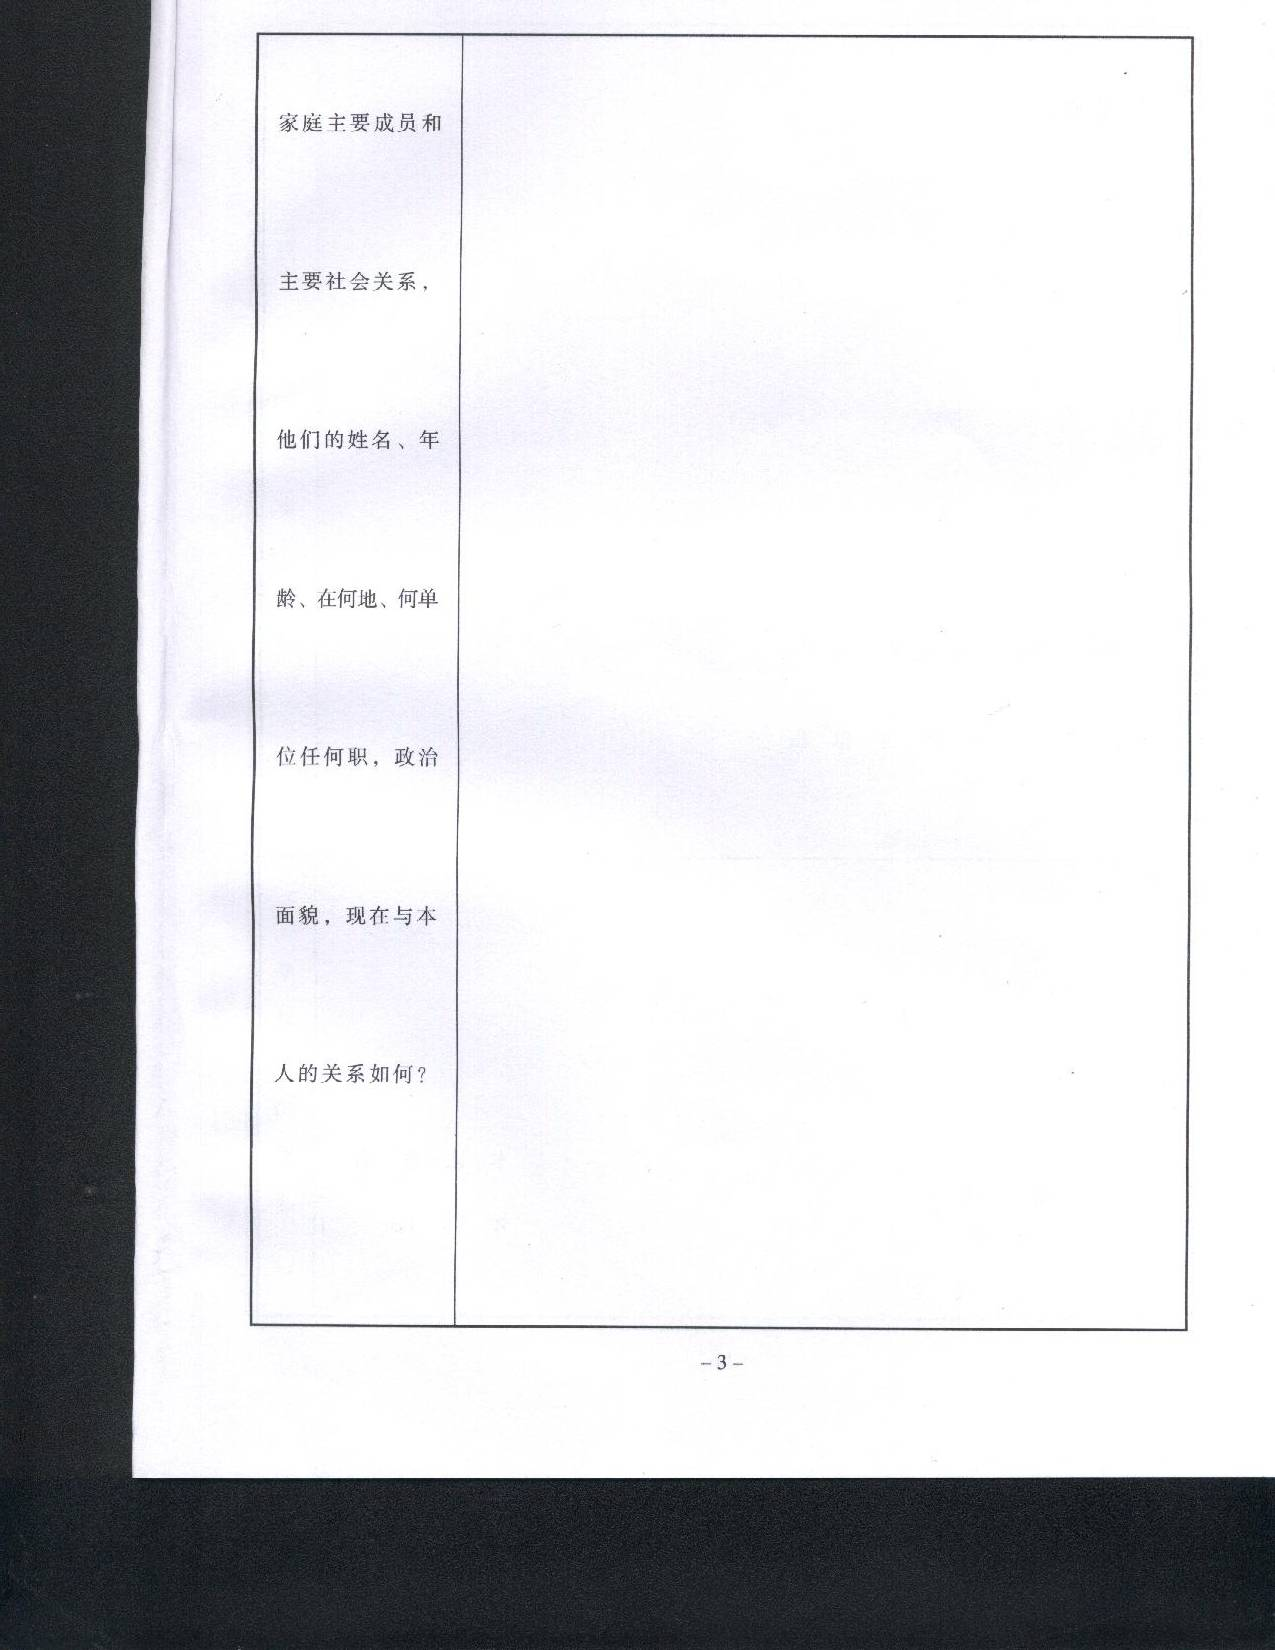 家庭主要成员和
主要社会关系，
他们的姓名、年
龄、在何地、何单
位任何职，政治
面貌，现在与本
人的关系如何？
– 3 –